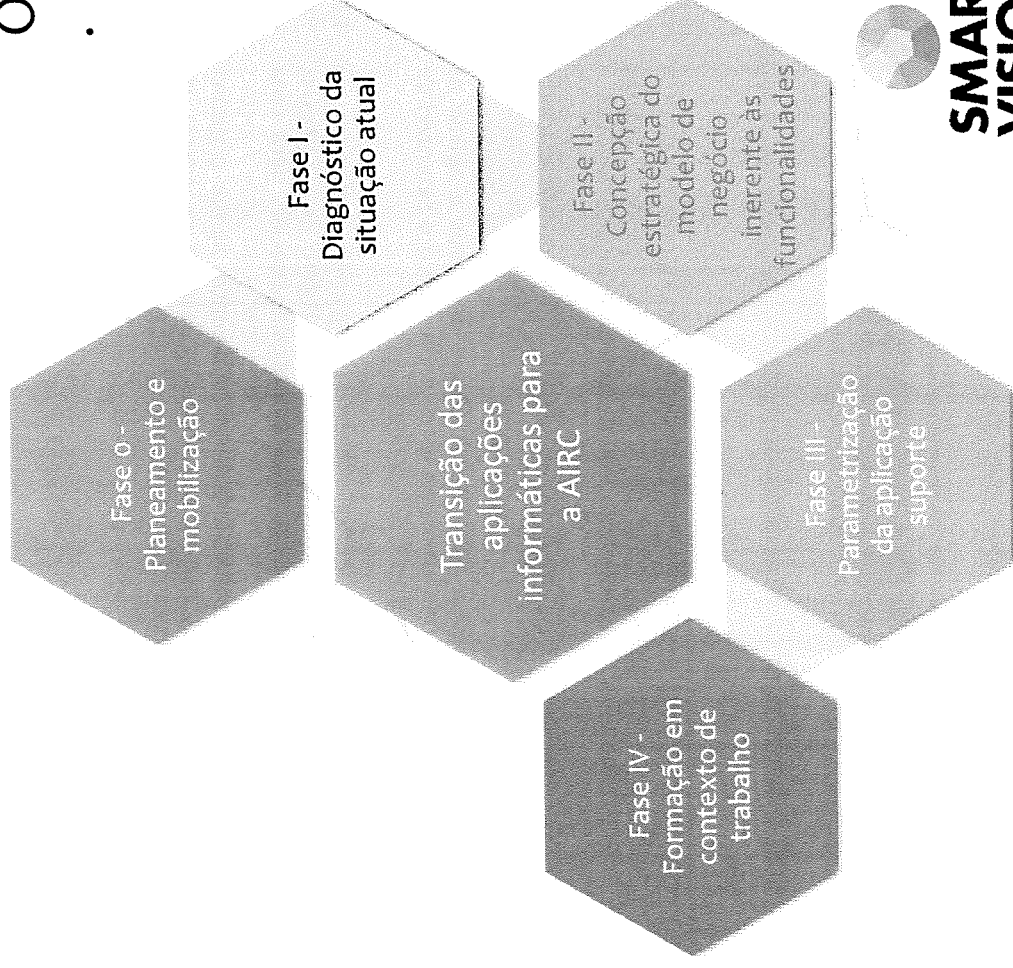 Fase 0 -
Planeamento e
mobilização
Fase I -
Diagnóstico da
situação atual
Transição das
aplicações
informáticas para
a AIRC
Fase II -
Concepção
estratégica do
modelo de
negócio
inerente às
funcionalidades
Fase III -
Parametrização
da aplicação
suporte
Fase IV -
Formação em
contexto de
trabalho